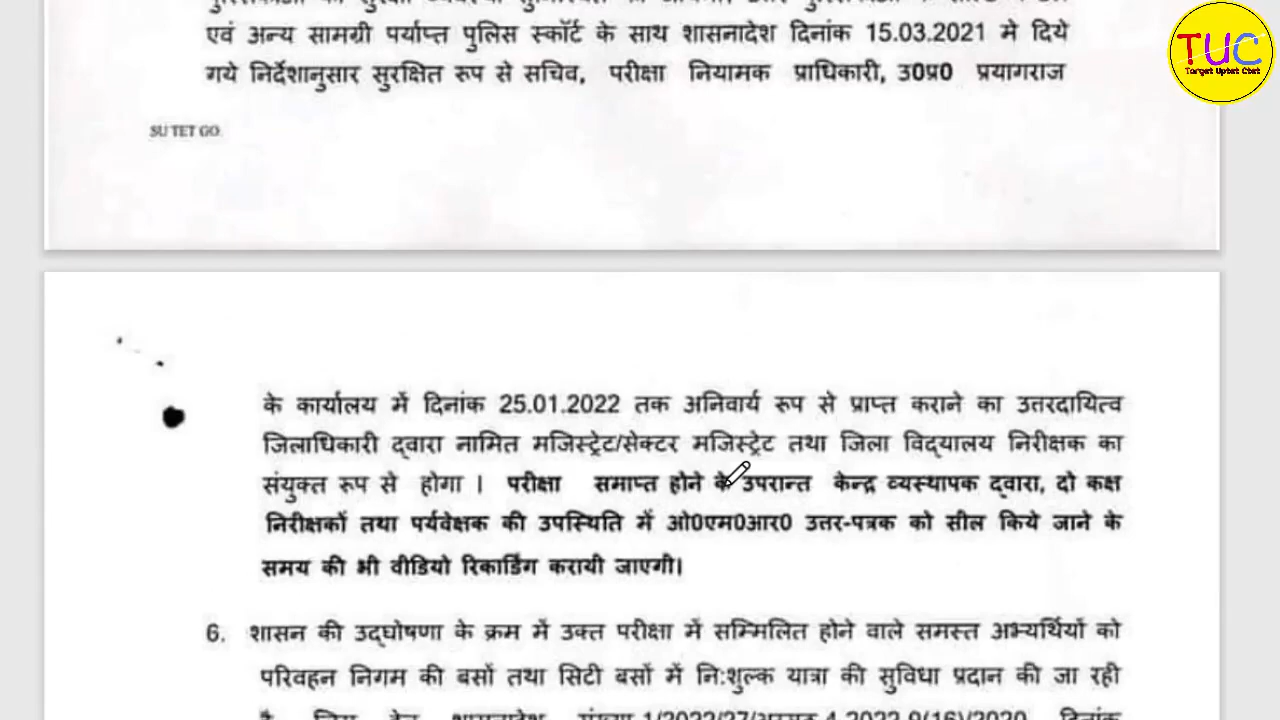 एवं अन्य सामग्री पर्याप्त पुलिस स्कॉर्ट के साथ शासनादेश दिनांक 15.03.2021 मे दिये
गये निर्देशानुसार सुरक्षित रूप से सचिव, परीक्षा नियामक प्राधिकारी, उ0प्र0 प्रयागराज
SU TET GO
TUC
Target Uptet Ctet
के कार्यालय में दिनांक 25.01.2022 तक अनिवार्य रूप से प्राप्त कराने का उत्तरदायित्व
जिलाधिकारी द्वारा नामित मजिस्ट्रेट/सेक्टर मजिस्ट्रेट तथा जिला विद्यालय निरीक्षक का
संयुक्त रूप से होगा । परीक्षा समाप्त होने के उपरान्त केन्द्र व्यस्थापक द्वारा, दो कक्ष
निरीक्षकों तथा पर्यवेक्षक की उपस्थिति में ओ0एम0आर0 उत्तर-पत्रक को सील किये जाने के
समय की भी वीडियो रिकार्डिंग करायी जाएगी।
6. शासन की उद्घोषणा के क्रम में उक्त परीक्षा में सम्मिलित होने वाले समस्त अभ्यर्थियों को
परिवहन निगम की बसों तथा सिटी बसों में नि:शुल्क यात्रा की सुविधा प्रदान की जा रही